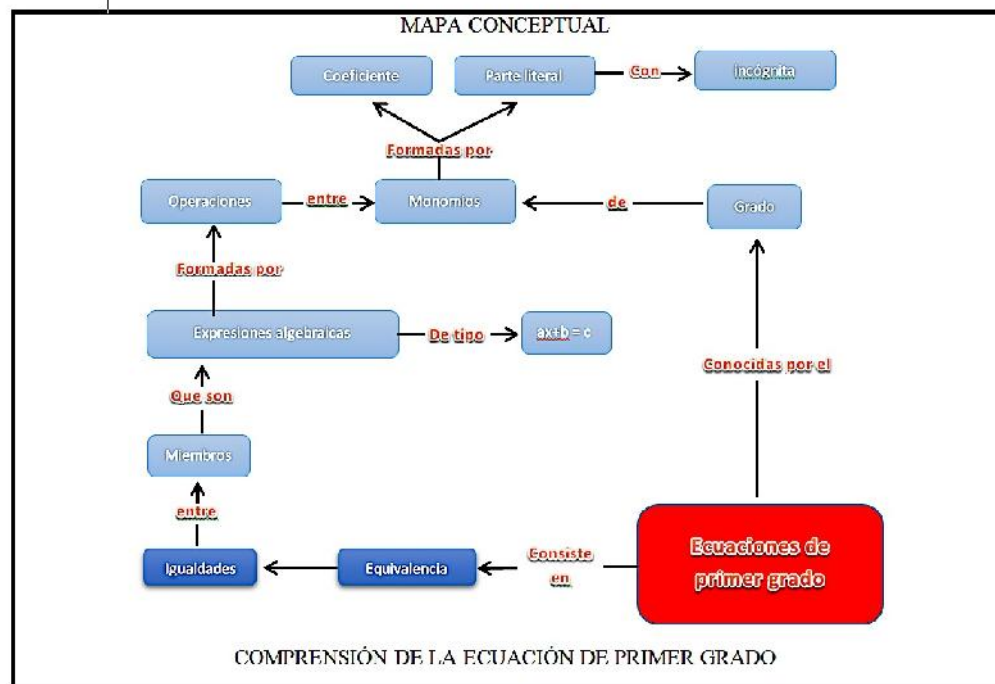 MAPA CONCEPTUAL
Coeficiente
Parte literal
Con
incógnita
Formadas por
Operaciones
entre
Monomios
de
Grado
Formadas por
Expresiones algebraicas
De tipo
ax+b = c
Conocidas por el
Que son
Miembros
entre
Igualdades
Equivalencia
Consiste
en
Ecuaciones de
primer grado
COMPRENSIÓN DE LA ECUACIÓN DE PRIMER GRADO